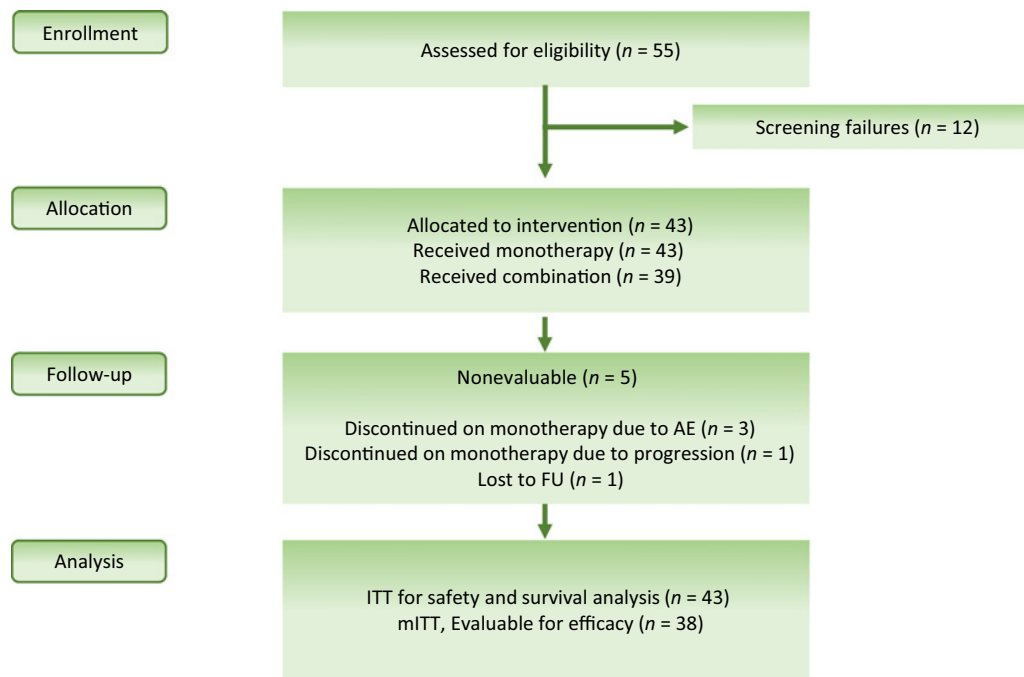 Enrollment
Assessed for eligibility (n = 55)
Screening failures (n = 12)
Allocation
Allocated to intervention (n = 43)
Received monotherapy (n = 43)
Received combination (n = 39)
Follow-up
Nonevaluable (n = 5)
Discontinued on monotherapy due to AE (n = 3)
Discontinued on monotherapy due to progression (n = 1)
Lost to FU (n = 1)
Analysis
ITT for safety and survival analysis (n = 43)
mITT, Evaluable for efficacy (n = 38)